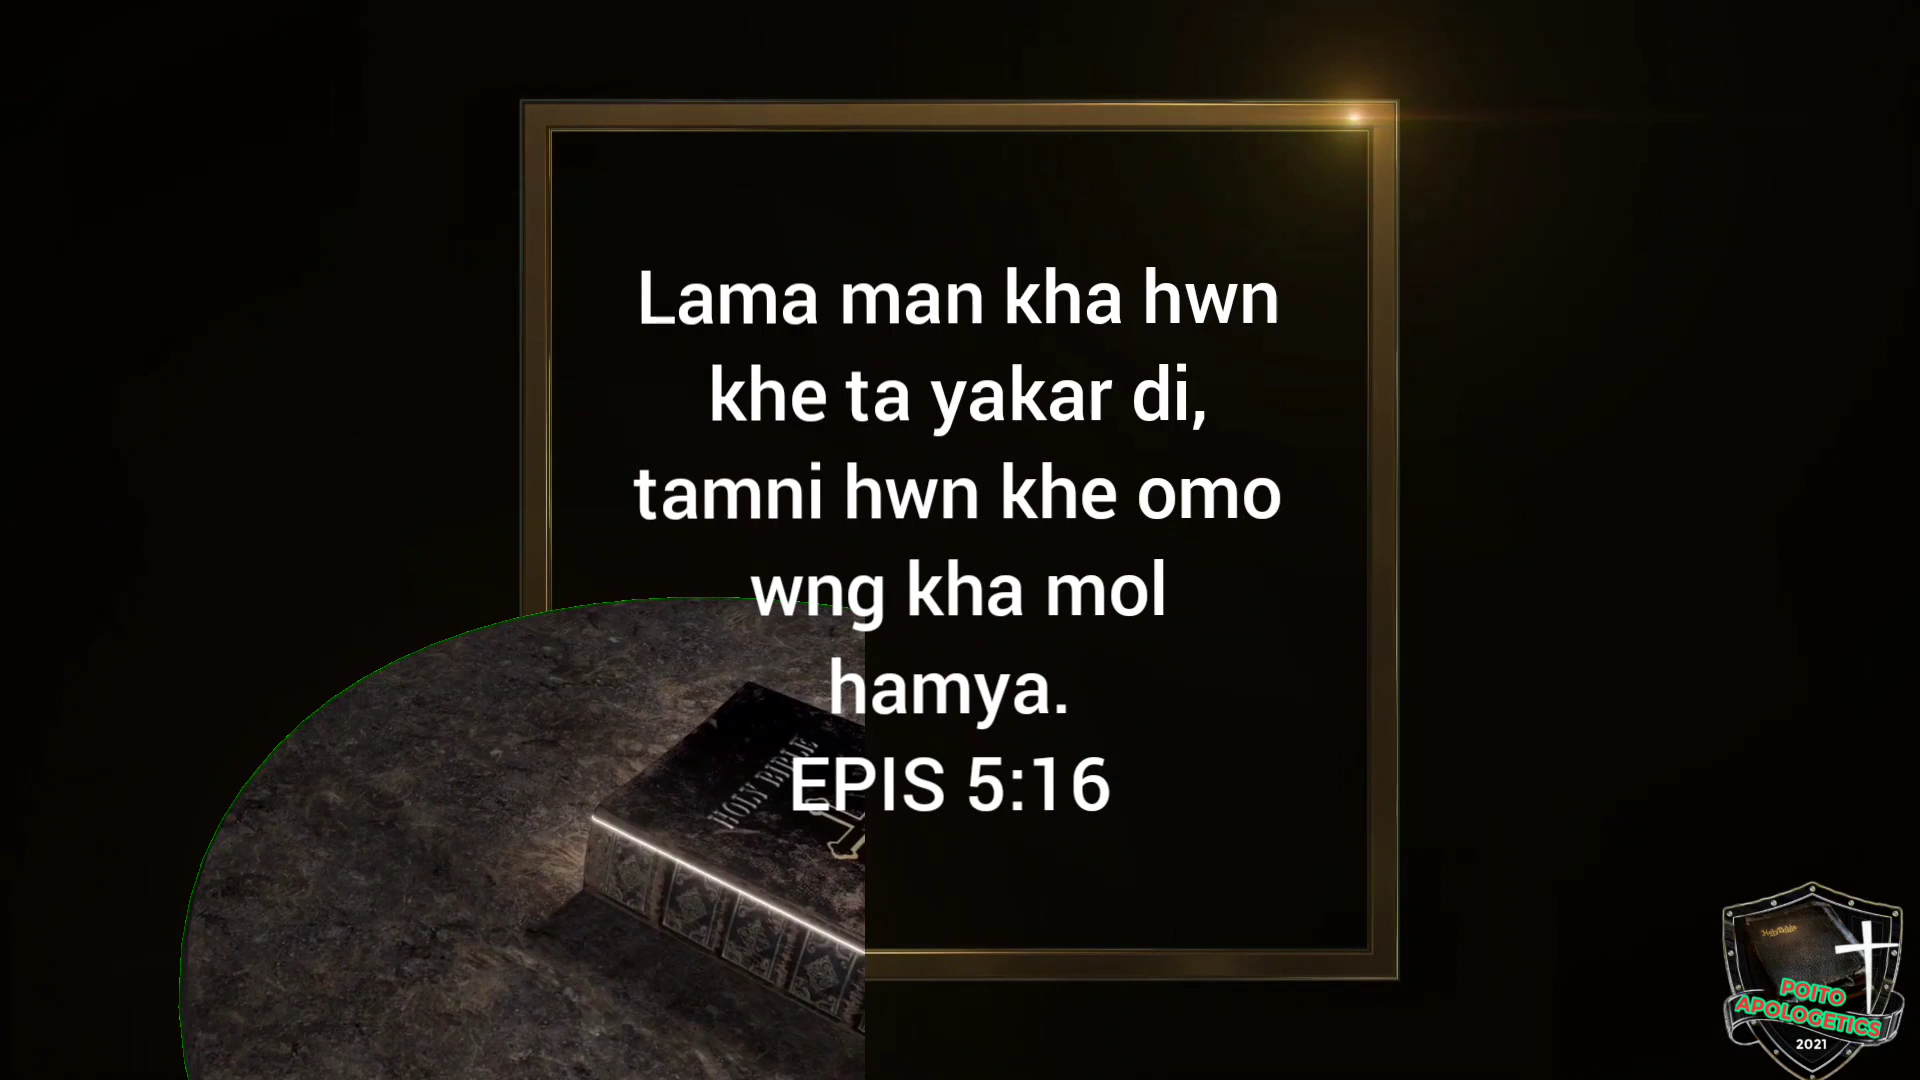 Lama man kha hwn
khe ta yakar di,
tamni hwn khe omo
wng kha mol
hamya.
EPIS 5:16
HOLY BIBLE
HolyBible
POITO
APOLOGETICS
2021